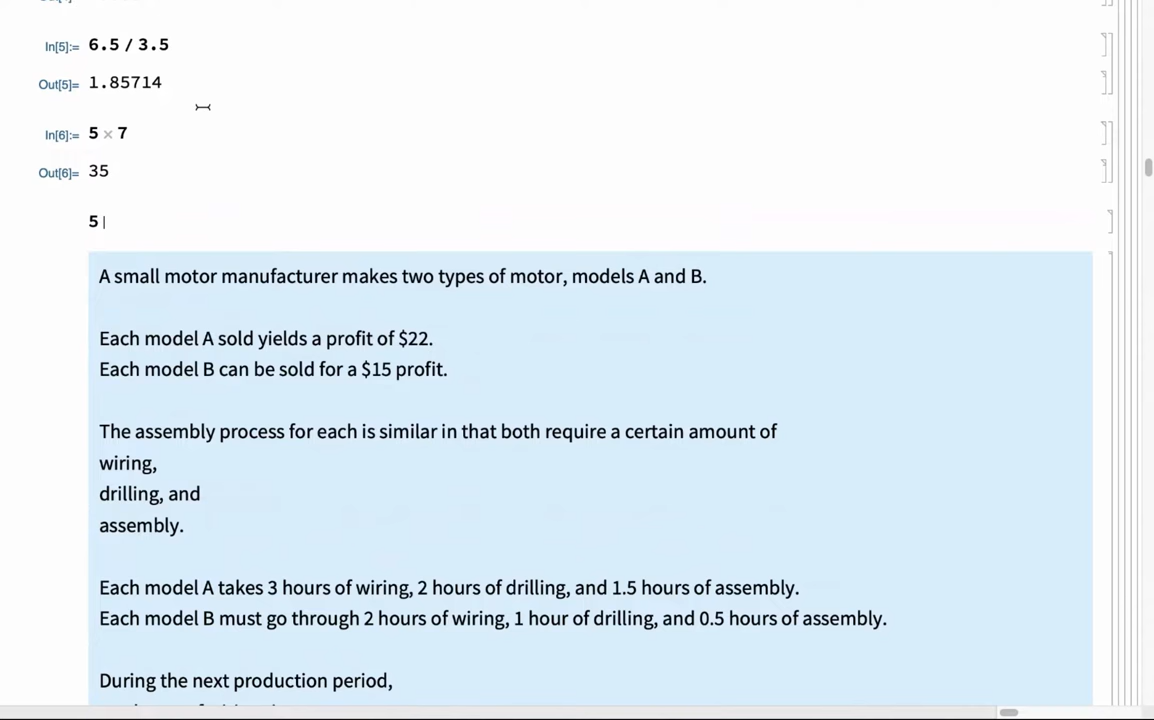 In[5]:= 6.5 / 3.5
Out[5]= 1.85714
In[6]:= 5 × 7
Out[6]= 35
5
A small motor manufacturer makes two types of motor, models A and B.
Each model A sold yields a profit of $22.
Each model B can be sold for a $15 profit.
The assembly process for each is similar in that both require a certain amount of
wiring,
drilling, and
assembly.
Each model A takes 3 hours of wiring, 2 hours of drilling, and 1.5 hours of assembly.
Each model B must go through 2 hours of wiring, 1 hour of drilling, and 0.5 hours of assembly.
During the next production period,